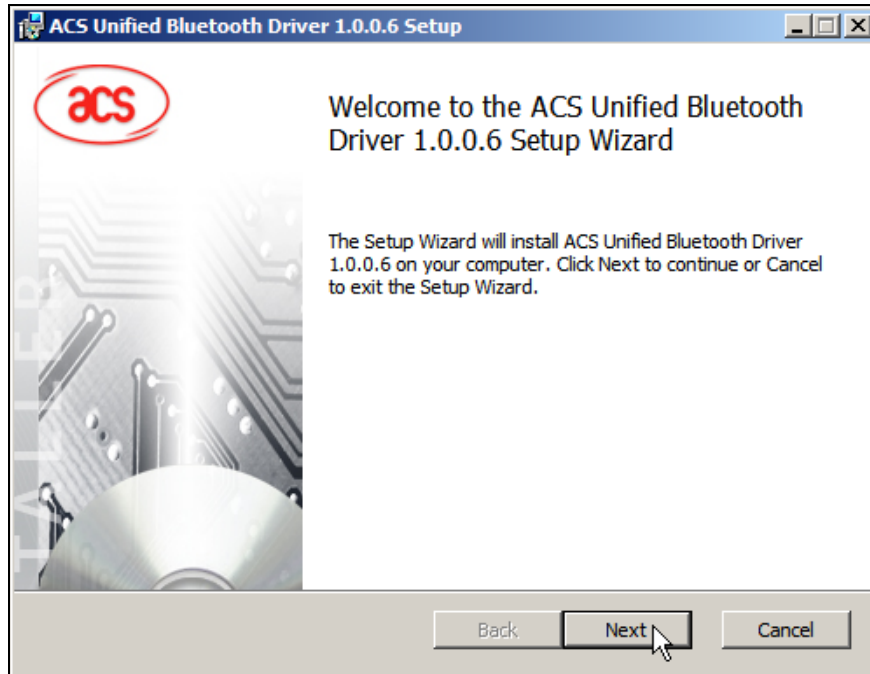 ACS Unified Bluetooth Driver 1.0.0.6 Setup
acs
Welcome to the ACS Unified Bluetooth
Driver 1.0.0.6 Setup Wizard
The Setup Wizard will install ACS Unified Bluetooth Driver
1.0.0.6 on your computer. Click Next to continue or Cancel
to exit the Setup Wizard.
TALLER
Back
Next
Cancel